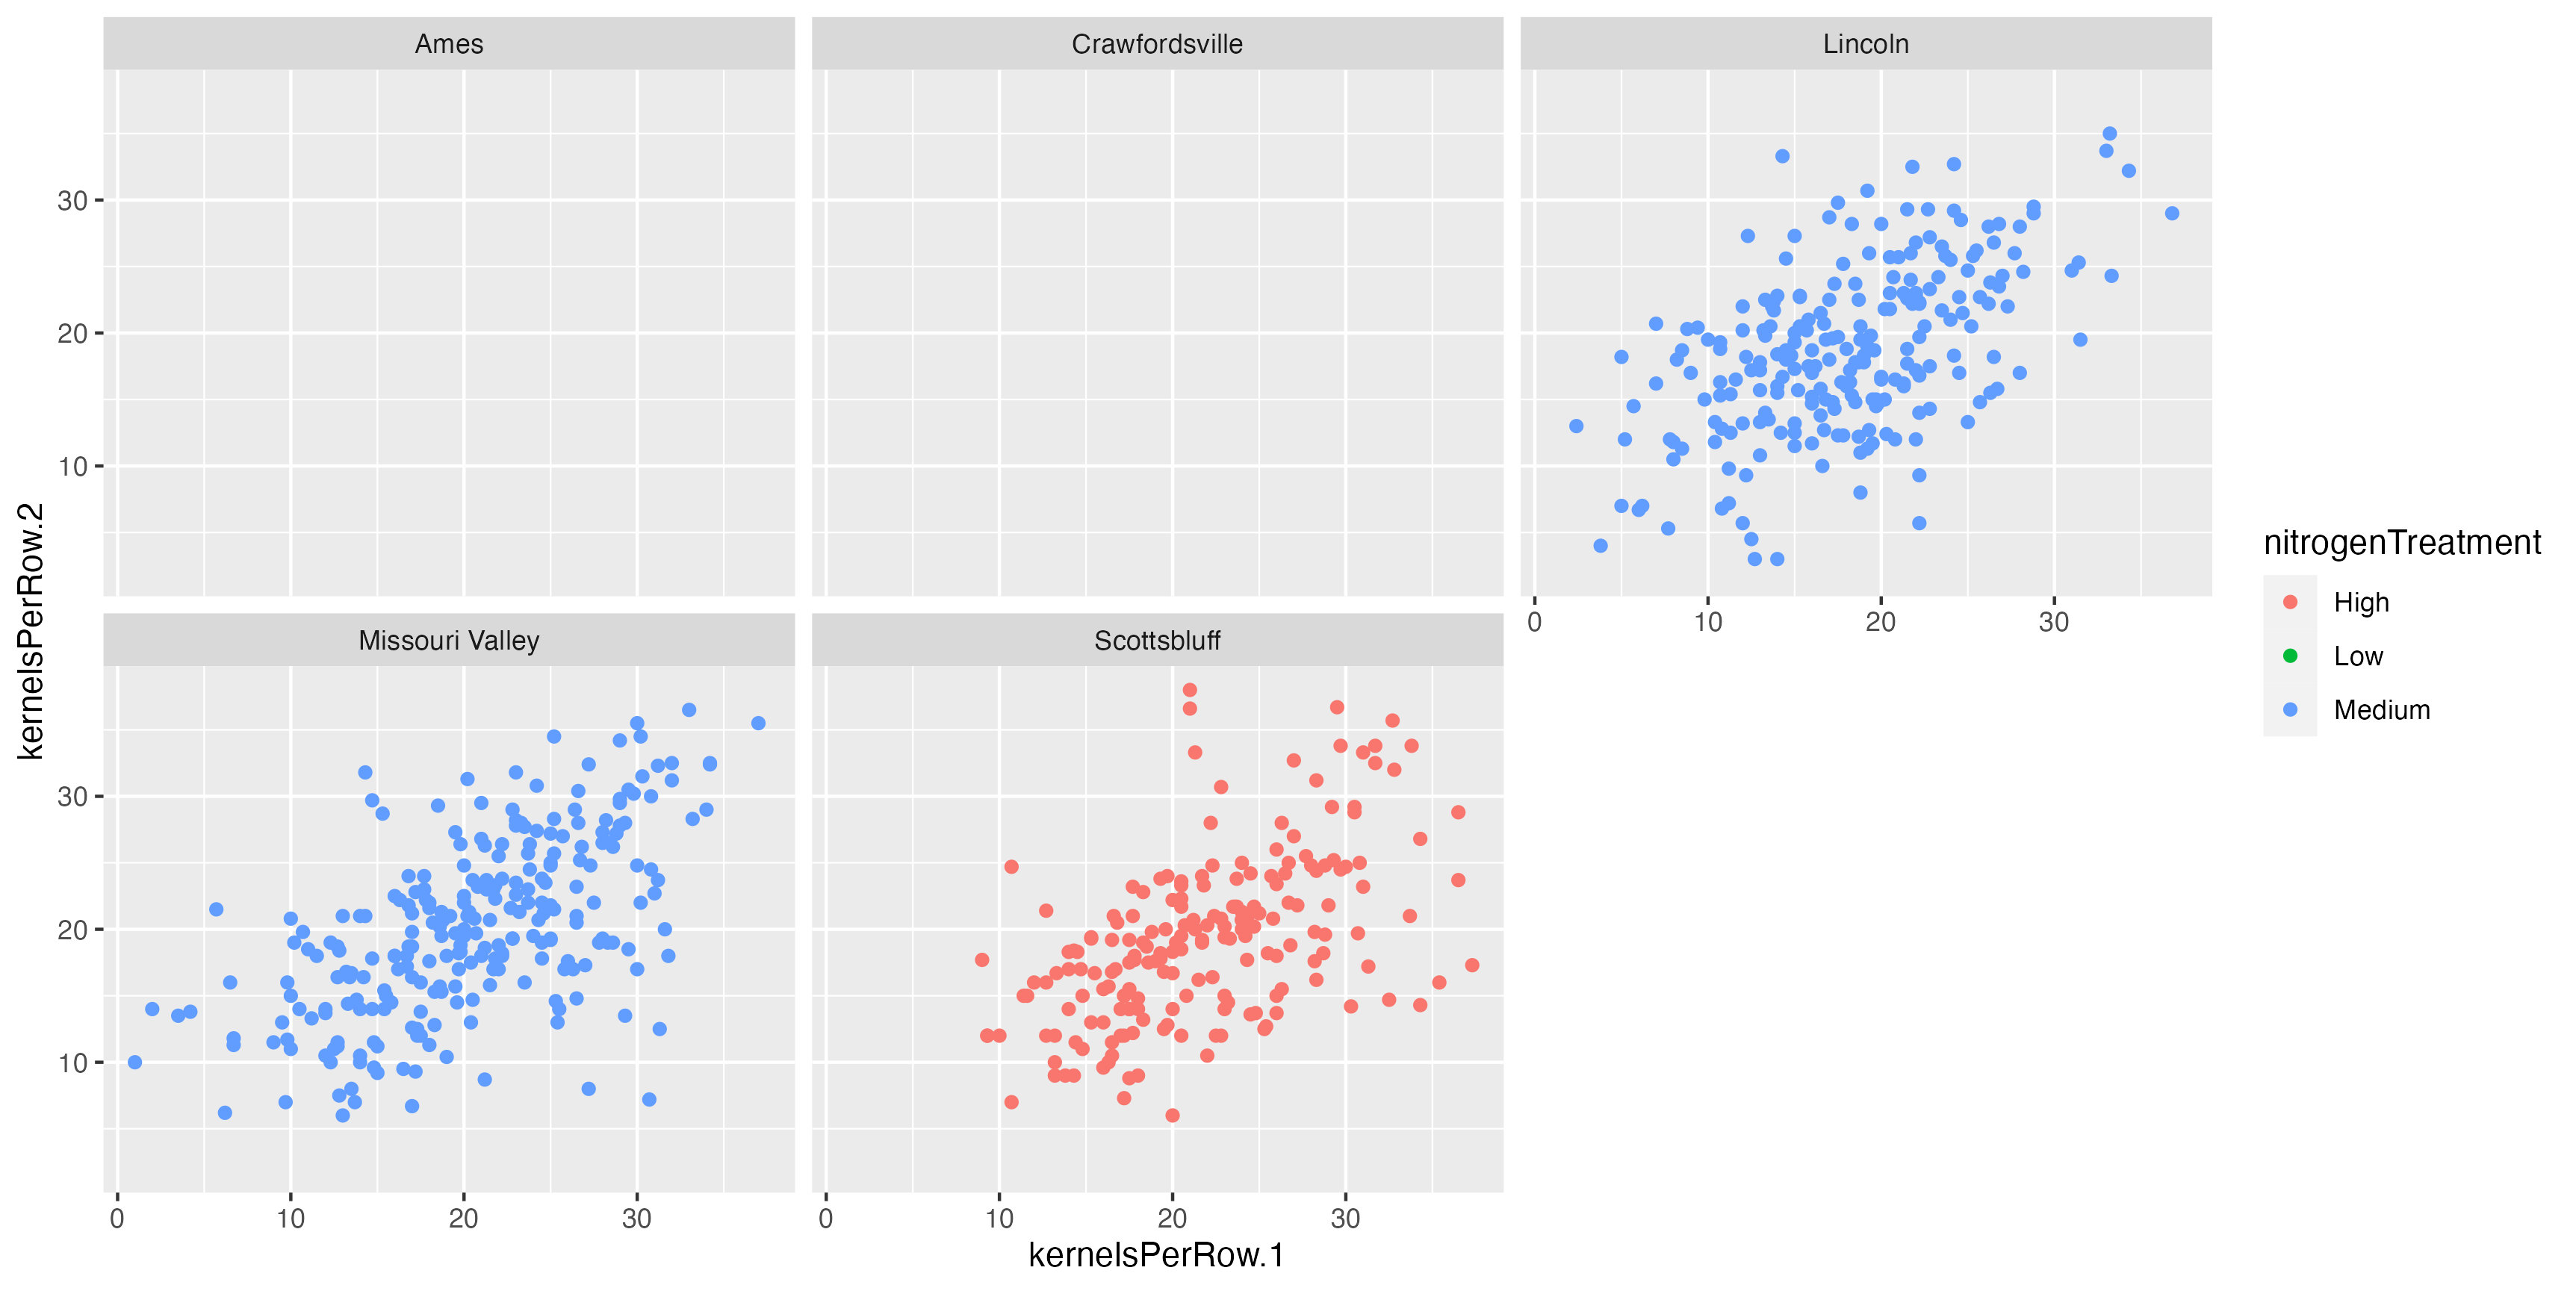 Ames
Crawfordsville
Lincoln
30
20
10
0 10 20 30
Missouri Valley
Scottsbluff
30
20
10
0 10 20 30
0 10 20 30
kernelsPerRow.1
kernelsPerRow.2
nitrogenTreatment
High
Low
Medium